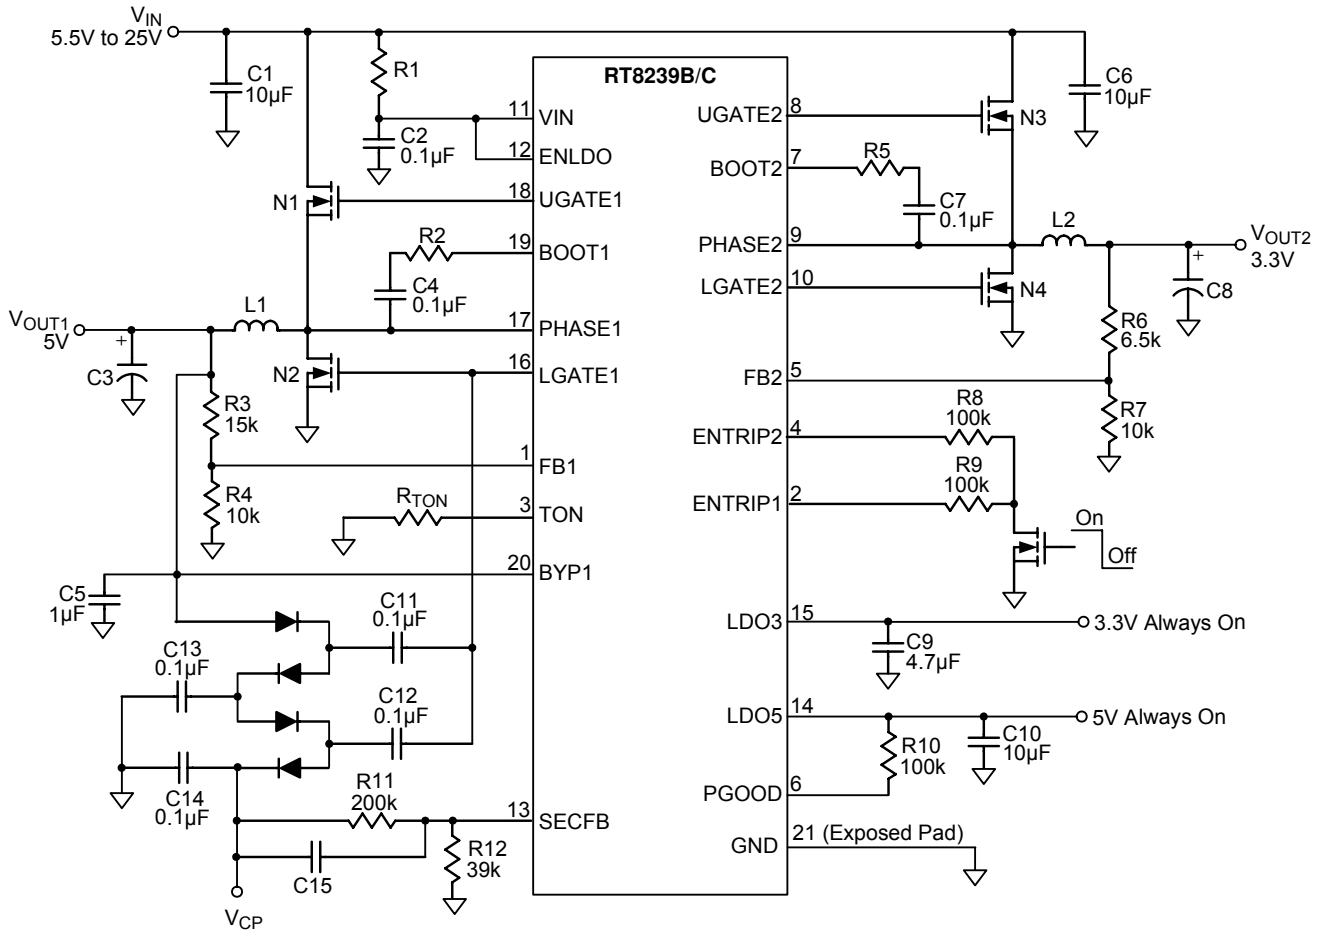 V_IN
5.5V to 25V
C1
10µF
R1
C2
0.1µF
RT8239B/C
11
VIN
12
ENLDO
N1
18
UGATE1
R2
19
BOOT1
C4
0.1µF
L1
V_OUT1
5V
+
C3
17
PHASE1
N2
16
LGATE1
R3
15k
1
FB1
R4
10k
R_TON
3
TON
20
BYP1
C5
1µF
C11
0.1µF
C13
0.1µF
C12
0.1µF
C14
0.1µF
R11
200k
13
SECFB
R12
39k
C15
V_CP
UGATE2
8
N3
C6
10µF
BOOT2
7
R5
C7
0.1µF
PHASE2
9
L2
V_OUT2
3.3V
+
C8
LGATE2
10
N4
R6
6.5k
FB2
5
R7
10k
R8
100k
ENTRIP2
4
R9
100k
ENTRIP1
2
On
Off
LDO3
15
3.3V Always On
C9
4.7µF
LDO5
14
5V Always On
R10
100k
C10
10µF
PGOOD
6
GND
21 (Exposed Pad)